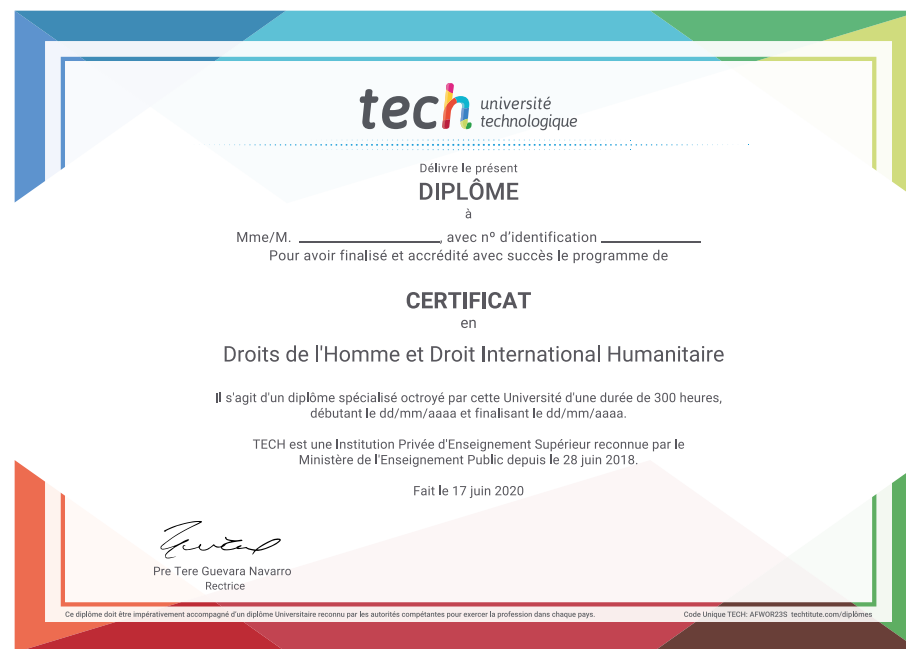 tech université
technologique
Délivre le présent
DIPLÔME
à
Mme/M. ____________________, avec nº d'identification ______________
Pour avoir finalisé et accrédité avec succès le programme de
CERTIFICAT
en
Droits de l'Homme et Droit International Humanitaire
Il s'agit d'un diplôme spécialisé octroyé par cette Université d'une durée de 300 heures,
débutant le dd/mm/aaaa et finalisant le dd/mm/aaaa.
TECH est une Institution Privée d'Enseignement Supérieur reconnue par le
Ministère de l'Enseignement Public depuis le 28 juin 2018.
Fait le 17 juin 2020
Pre Tere Guevara Navarro
Rectrice
Ce diplôme doit être impérativement accompagné d'un diplôme Universitaire reconnu par les autorités compétantes pour exercer la profession dans chaque pays.
Code Unique TECH: AFWOR23S techtitute.com/diplômes